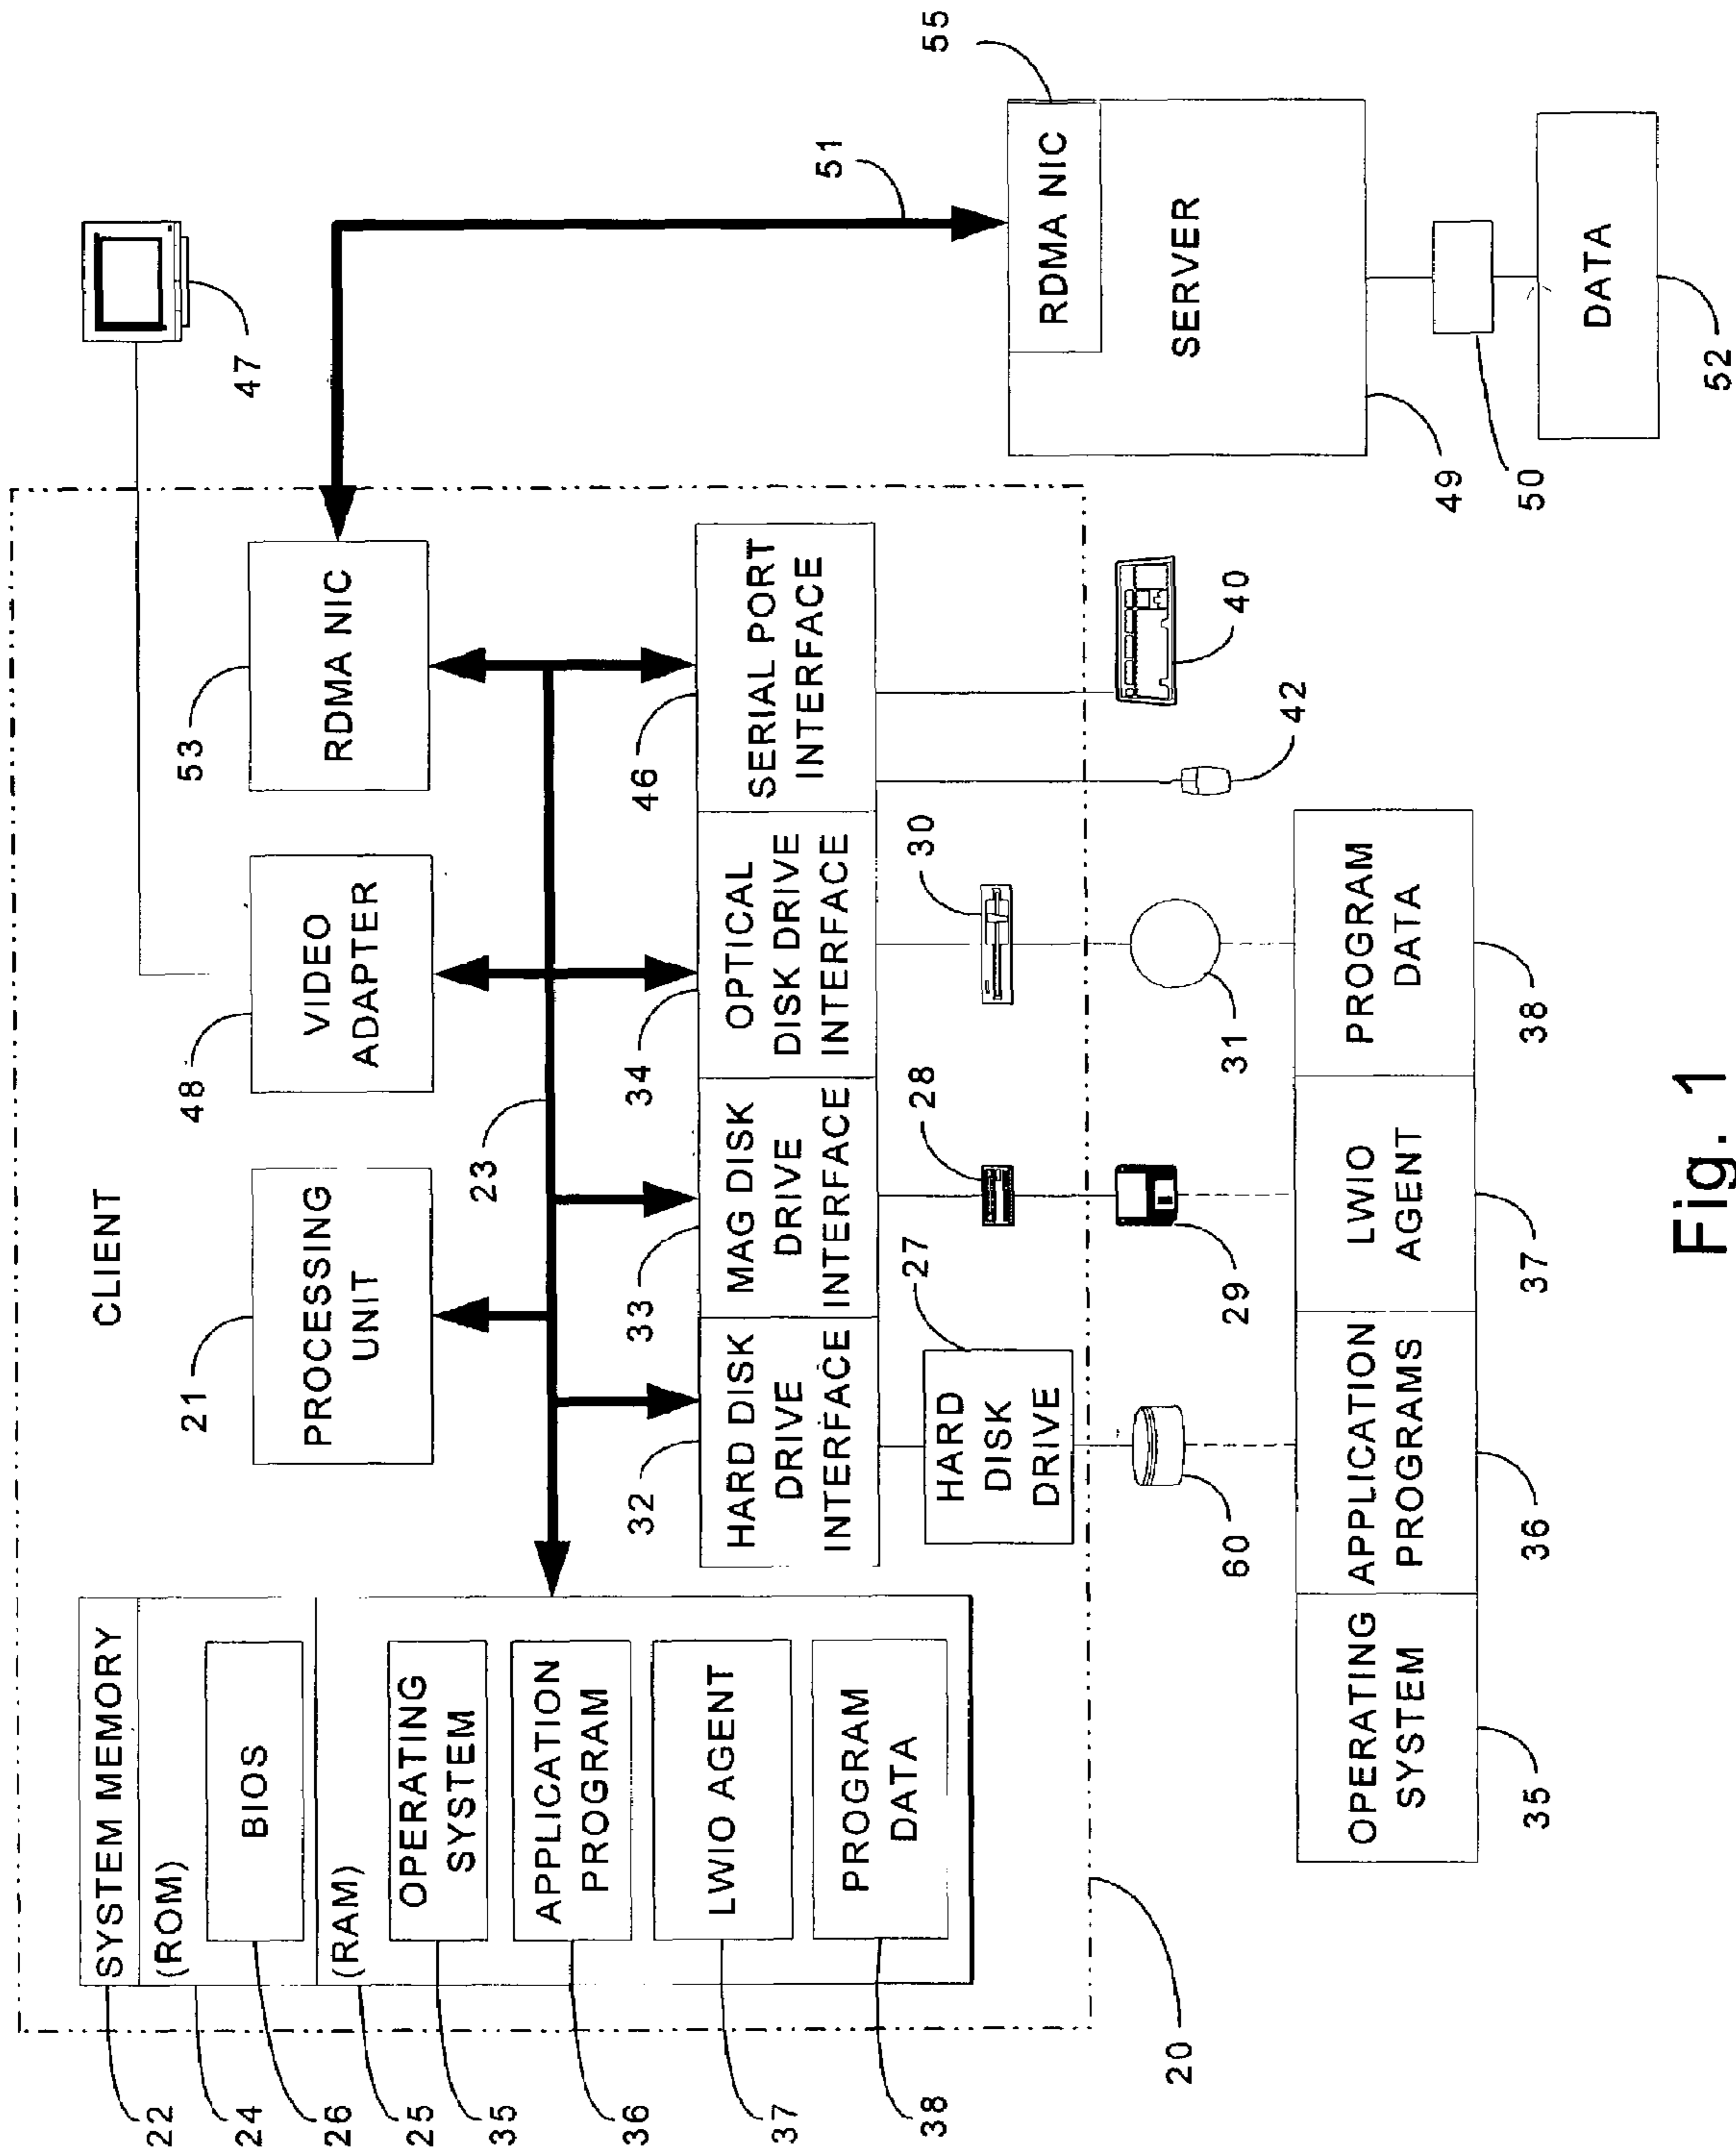 CLIENT
SYSTEM MEMORY
22
(ROM)
24
BIOS
26
(RAM)
25
OPERATING
SYSTEM
35
APPLICATION
PROGRAM
36
LWIO AGENT
37
PROGRAM
DATA
38
21
PROCESSING
UNIT
48
VIDEO
ADAPTER
53
RDMA NIC
47
23
32
33
34
46
HARD DISK
DRIVE
INTERFACE
MAG DISK
DRIVE
INTERFACE
OPTICAL
DISK DRIVE
INTERFACE
SERIAL PORT
INTERFACE
27
HARD
DISK
DRIVE
28
30
20
60
29
31
42
40
OPERATING
SYSTEM
APPLICATION
PROGRAMS
LWIO
AGENT
PROGRAM
DATA
35
36
37
38
51
55
RDMA NIC
SERVER
49
50
DATA
52
Fig. 1